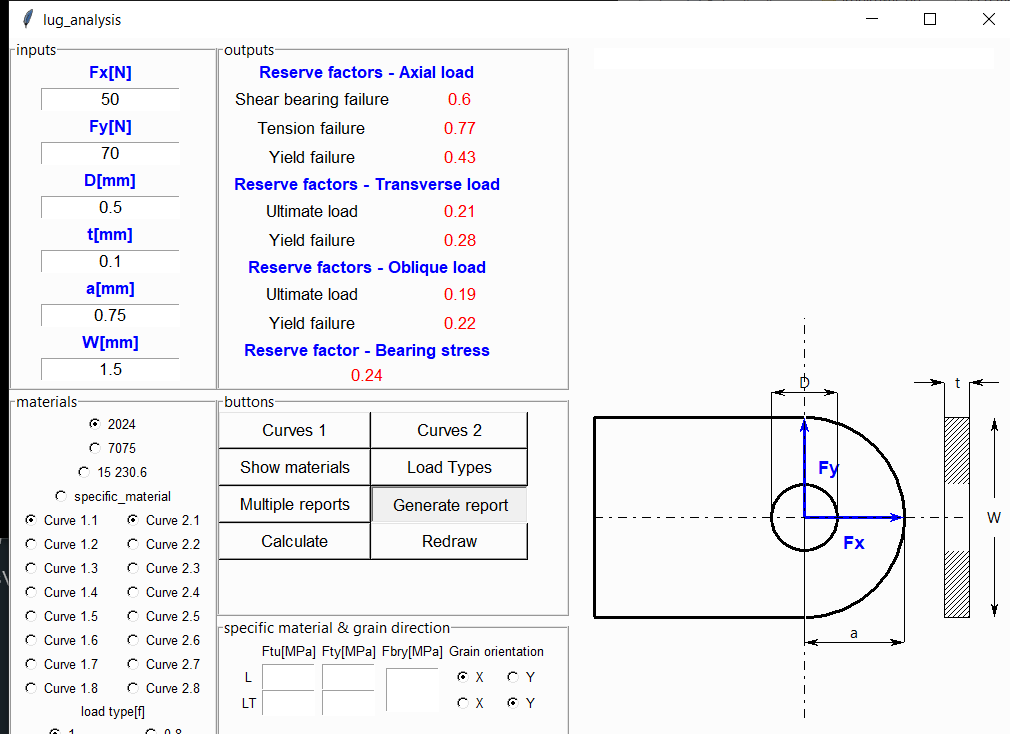 lug_analysis
inputs
Fx[N]
50
Fy[N]
70
D[mm]
0.5
t[mm]
0.1
a[mm]
0.75
W[mm]
1.5
outputs
Reserve factors - Axial load
Shear bearing failure 0.6
Tension failure 0.77
Yield failure 0.43
Reserve factors - Transverse load
Ultimate load 0.21
Yield failure 0.28
Reserve factors - Oblique load
Ultimate load 0.19
Yield failure 0.22
Reserve factor - Bearing stress
0.24
materials
2024
7075
15 230.6
specific_material
Curve 1.1 Curve 2.1
Curve 1.2 Curve 2.2
Curve 1.3 Curve 2.3
Curve 1.4 Curve 2.4
Curve 1.5 Curve 2.5
Curve 1.6 Curve 2.6
Curve 1.7 Curve 2.7
Curve 1.8 Curve 2.8
load type[f]
1 0.8
buttons
Curves 1 Curves 2
Show materials Load Types
Multiple reports Generate report
Calculate Redraw
specific material & grain direction
Ftu[MPa] Fty[MPa] Fbry[MPa] Grain orientation
L X Y
LT X Y
D
t
Fy
W
Fx
a